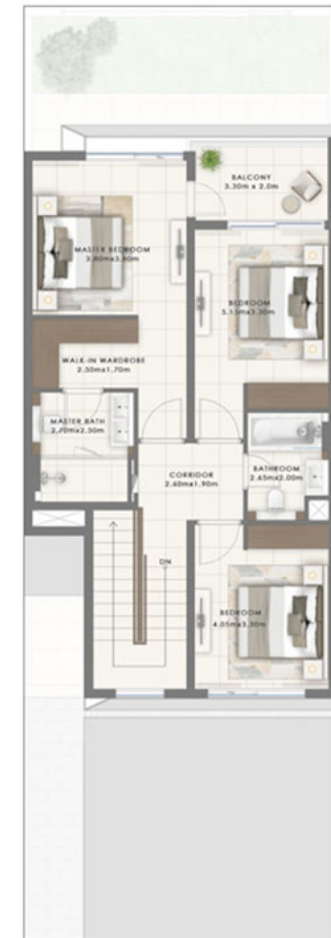 BALCONY
3.30m x 2.0m
MASTER BEDROOM
3.80mx3.60m
BEDROOM
5.15mx3.30m
WALK-IN WARDROBE
2.50mx1.70m
MASTER BATH
2.70mx2.50m
CORRIDOR
2.60mx1.90m
BATHROOM
2.65mx2.00m
DN
BEDROOM
4.05mx3.30m